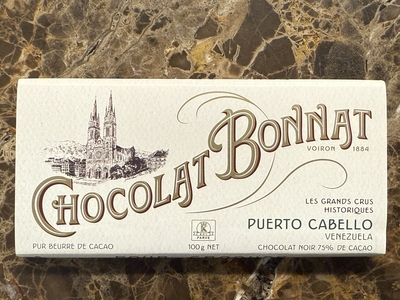 CHOCOLAT BONNAT
VOIRON 1884
LES GRANDS CRUS
HISTORIQUES
PUERTO CABELLO
VENEZUELA
PUR BEURRE DE CACAO
K
PARVE
100g NET
CHOCOLAT NOIR 75% DE CACAO